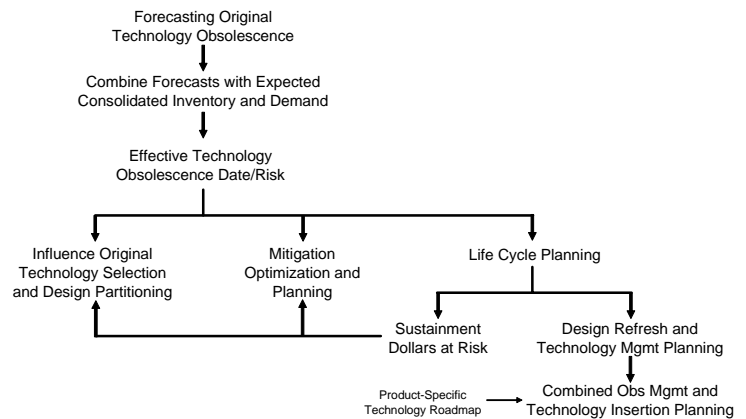 Forecasting Original
Technology Obsolescence
Combine Forecasts with Expected
Consolidated Inventory and Demand
Effective Technology
Obsolescence Date/Risk
Influence Original
Technology Selection
and Design Partitioning
Mitigation
Optimization and
Planning
Life Cycle Planning
Sustainment
Dollars at Risk
Design Refresh and
Technology Mgmt Planning
Product-Specific
Technology Roadmap
Combined Obs Mgmt and
Technology Insertion Planning